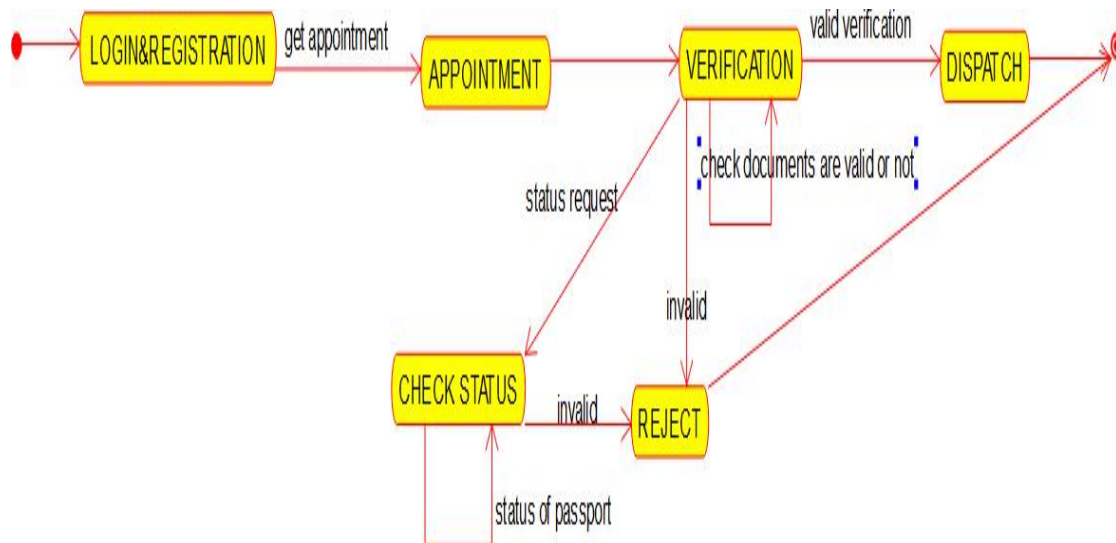 LOGIN&REGISTRATION
get appointment
APPOINTMENT
VERIFICATION
valid verification
DISPATCH
check documents are valid or not
status request
invalid
CHECK STATUS
invalid
REJECT
status of passport